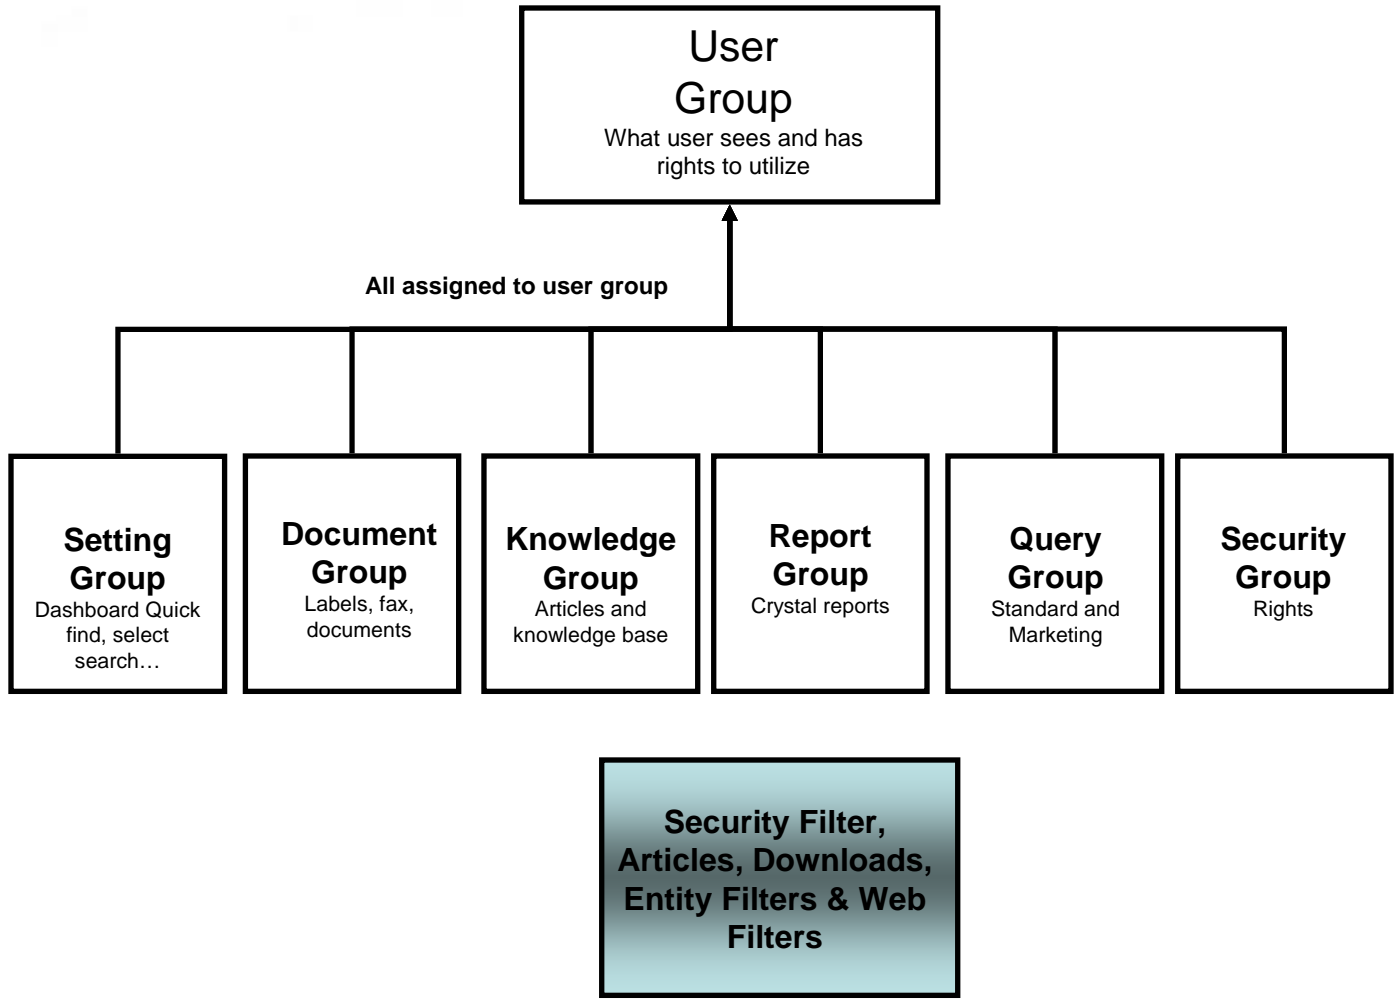 User
Group
What user sees and has
rights to utilize
All assigned to user group
Setting
Group
Dashboard Quick
find, select
search…
Document
Group
Labels, fax,
documents
Knowledge
Group
Articles and
knowledge base
Report
Group
Crystal reports
Query
Group
Standard and
Marketing
Security
Group
Rights
Security Filter,
Articles, Downloads,
Entity Filters & Web
Filters